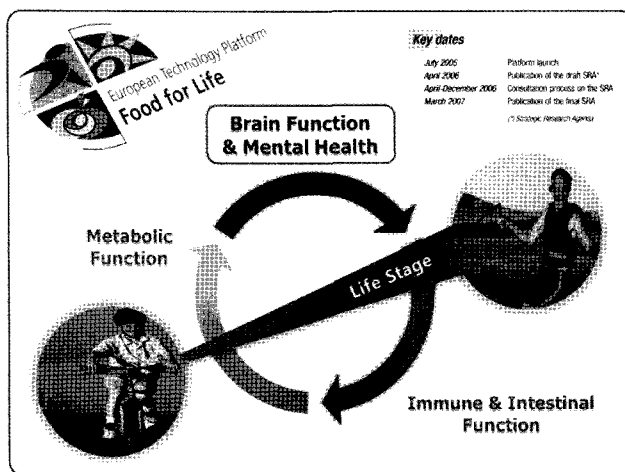 European Technology Platform
Food for Life
Key dates
July 2005 Platform launch
April 2006 Publication of the draft SRA*
April-December 2006 Consultation process on the SRA
March 2007 Publication of the final SRA
(*) Strategic Research Agenda
Brain Function
& Mental Health
Metabolic
Function
Life Stage
Immune & Intestinal
Function